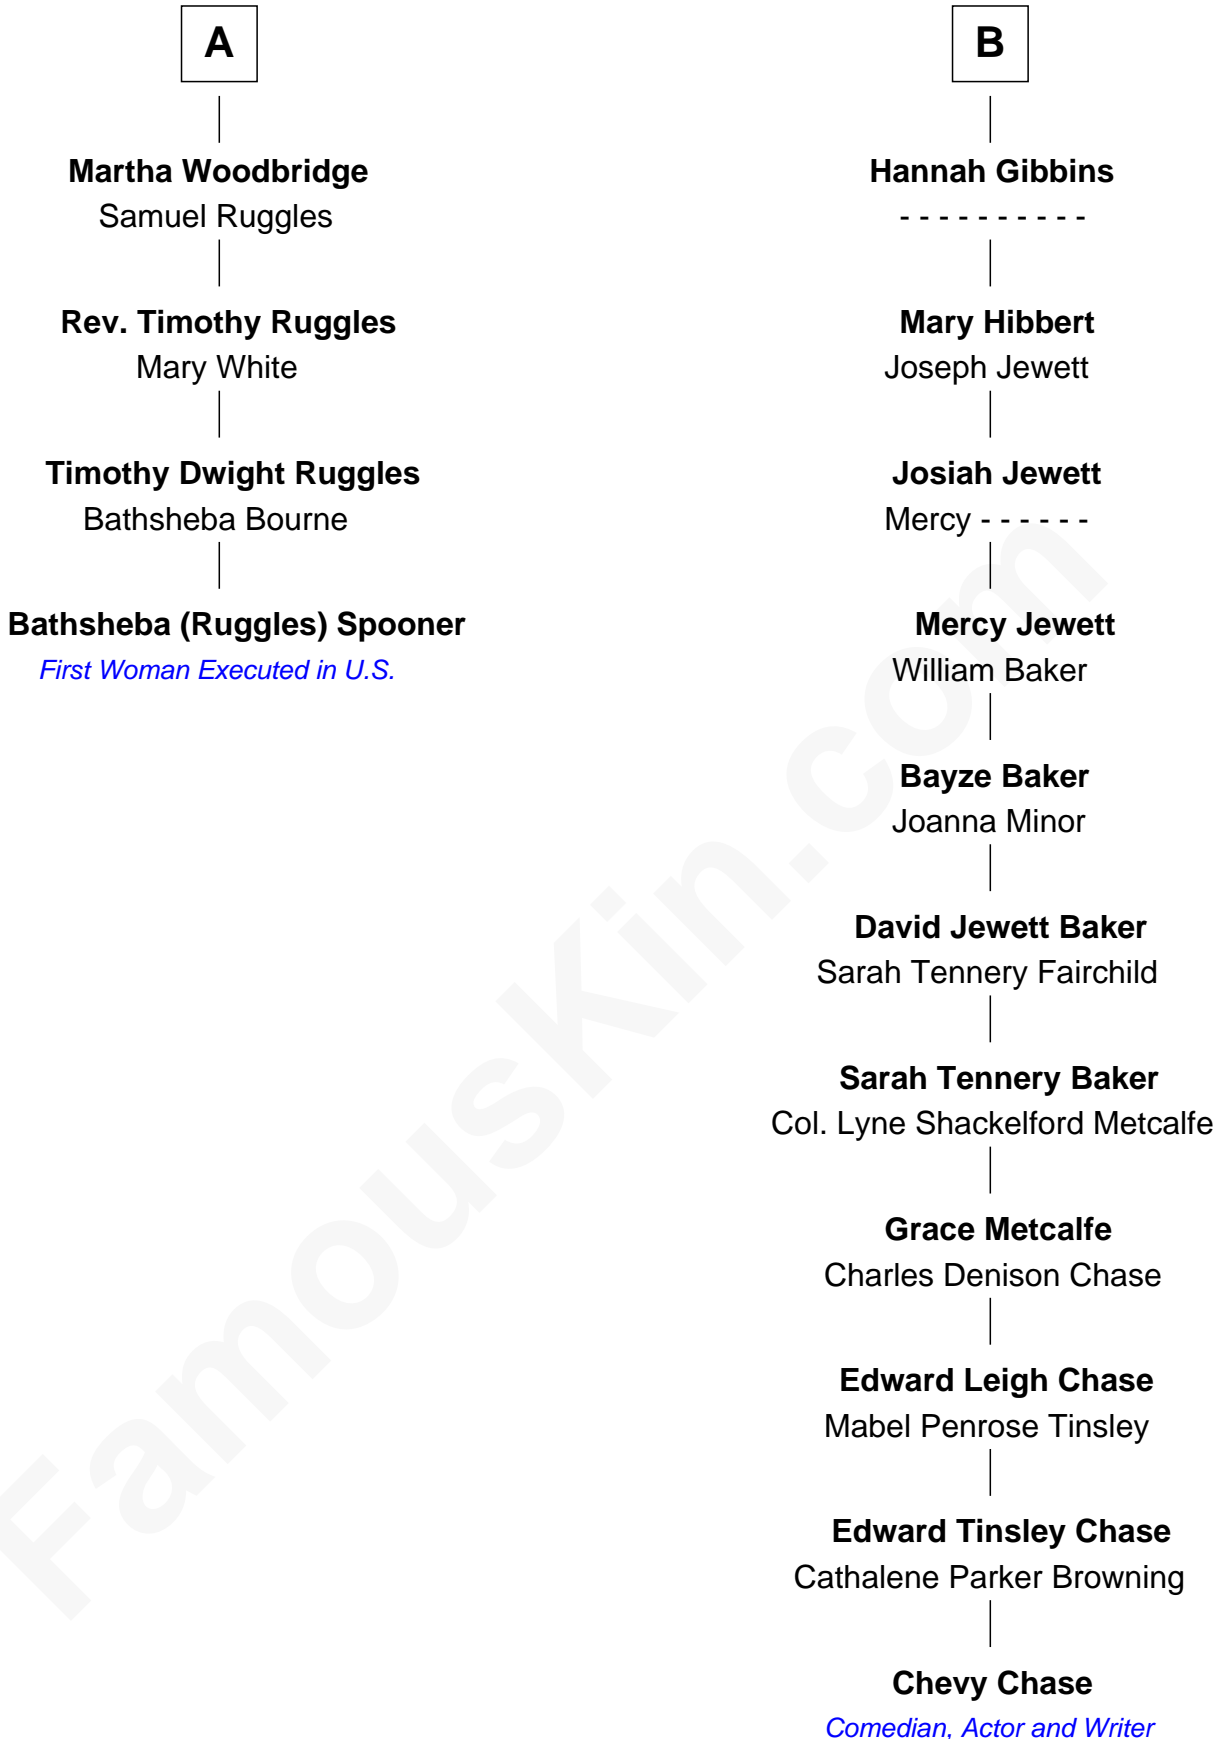 A
Martha Woodbridge
Samuel Ruggles
Rev. Timothy Ruggles
Mary White
Timothy Dwight Ruggles
Bathsheba Bourne
Bathsheba (Ruggles) Spooner
First Woman Executed in U.S.
B
Hannah Gibbins
- - - - - - - - - -
Mary Hibbert
Joseph Jewett
Josiah Jewett
Mercy - - - - - -
Mercy Jewett
William Baker
Bayze Baker
Joanna Minor
David Jewett Baker
Sarah Tennery Fairchild
Sarah Tennery Baker
Col. Lyne Shackelford Metcalfe
Grace Metcalfe
Charles Denison Chase
Edward Leigh Chase
Mabel Penrose Tinsley
Edward Tinsley Chase
Cathalene Parker Browning
Chevy Chase
Comedian, Actor and Writer
FamousKin.com